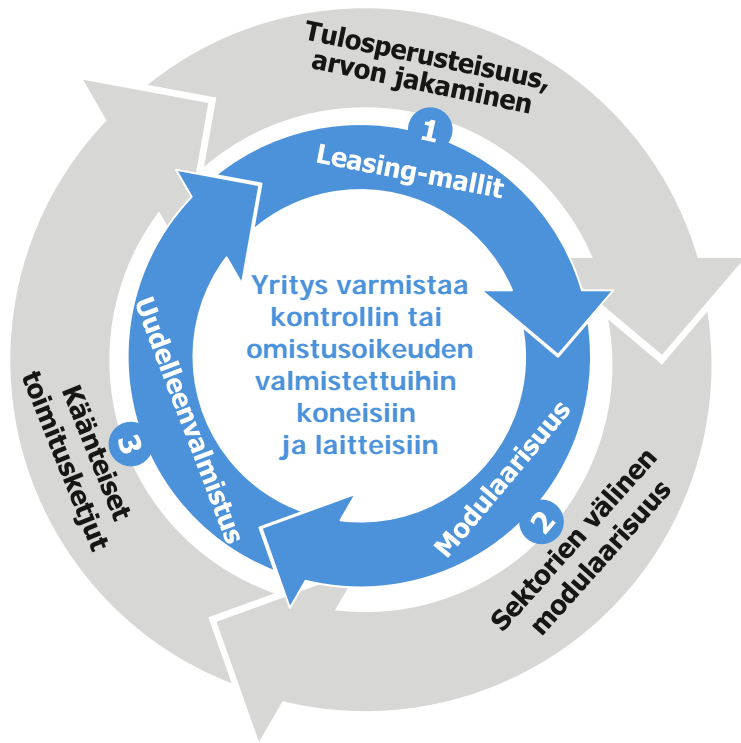 Tulosperusteisuus,
arvon jakaminen
1
Leasing-mallit
Yritys varmistaa
kontrollin tai
omistusoikeuden
valmistettuihin
koneisiin
ja laitteisiin
Modulaarisuus
2
Sektorien välinen
modulaarisuus
Uudelleenvalmistus
3
Käänteiset
toimitusketjut